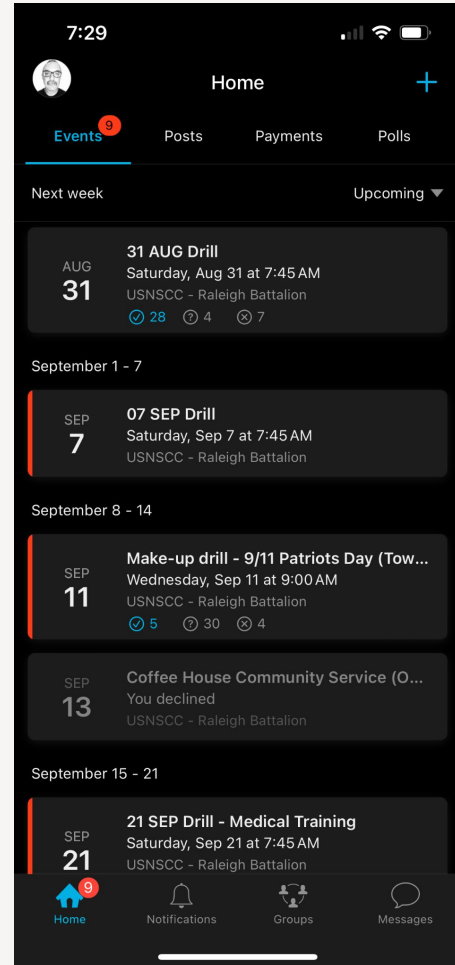 7:29
Home
Events 9 Posts Payments Polls
Next week Upcoming
31 AUG Drill
AUG
31
Saturday, Aug 31 at 7:45 AM
USNSCC - Raleigh Battalion
28 4 7
September 1 - 7
07 SEP Drill
SEP
7
Saturday, Sep 7 at 7:45 AM
USNSCC - Raleigh Battalion
September 8 - 14
Make-up drill - 9/11 Patriots Day (Tow...
SEP
11
Wednesday, Sep 11 at 9:00 AM
USNSCC - Raleigh Battalion
5 30 4
Coffee House Community Service (O...
SEP
13
You declined
USNSCC - Raleigh Battalion
September 15 - 21
21 SEP Drill - Medical Training
SEP
21
Saturday, Sep 21 at 7:45 AM
USNSCC - Raleigh Battalion
9
Home Notifications Groups Messages